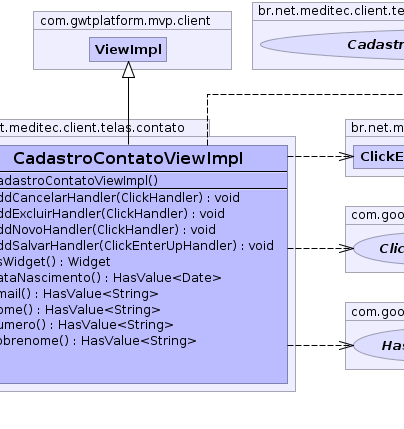 com.gwtplatform.mvp.client
ViewImpl
br.net.meditec.client.te
Cadastr
t.meditec.client.telas.contato
CadastroContatoViewImpl
adastroContatoViewImpl()
ddCancelarHandler(ClickHandler) : void
ddExcluirHandler(ClickHandler) : void
ddNovoHandler(ClickHandler) : void
ddSalvarHandler(ClickEnterUpHandler) : void
sWidget() : Widget
ataNascimento() : HasValue<Date>
mail() : HasValue<String>
ome() : HasValue<String>
umero() : HasValue<String>
obrenome() : HasValue<String>
br.net.m
ClickE
com.goo
Clic
com.goo
Has